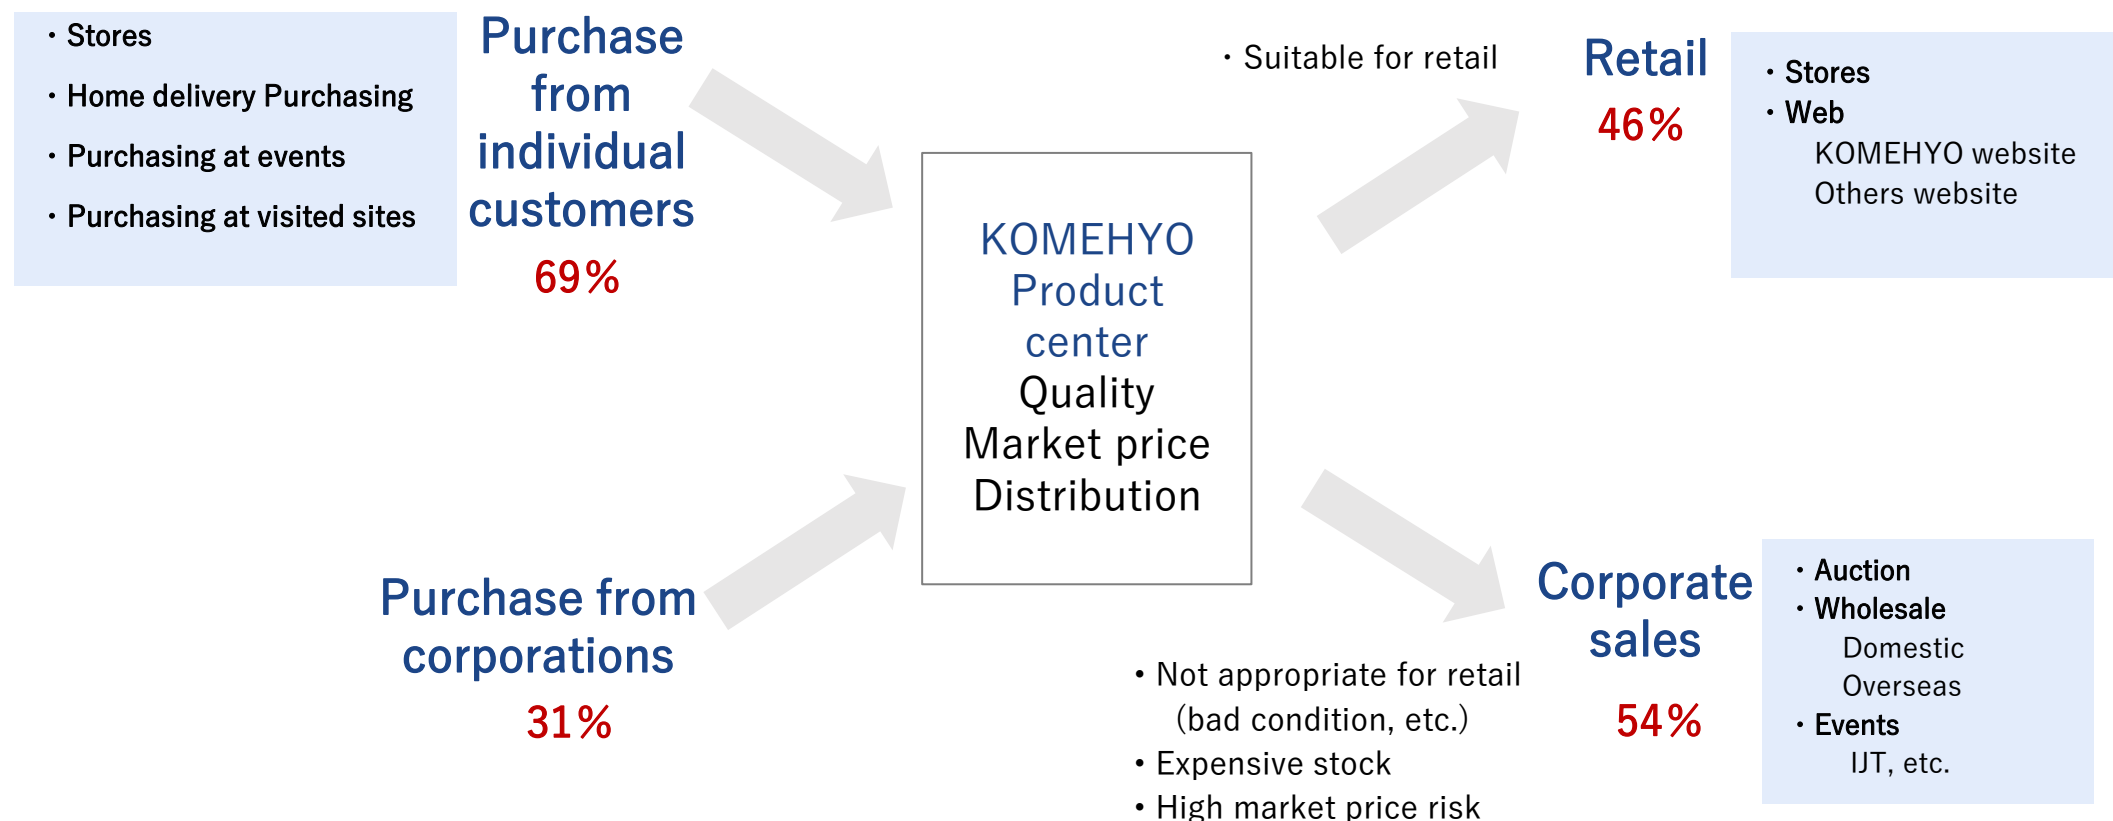 ・Stores
・Home delivery Purchasing
・Purchasing at events
・Purchasing at visited sites
Purchase
from
individual
customers
69%
Purchase from
corporations
31%
KOMEHYO
Product
center
Quality
Market price
Distribution
・Suitable for retail
Retail
46%
・Stores
・Web
KOMEHYO website
Others website
・Not appropriate for retail
(bad condition, etc.)
・Expensive stock
・High market price risk
Corporate
sales
54%
・Auction
・Wholesale
Domestic
Overseas
・Events
IJT, etc.